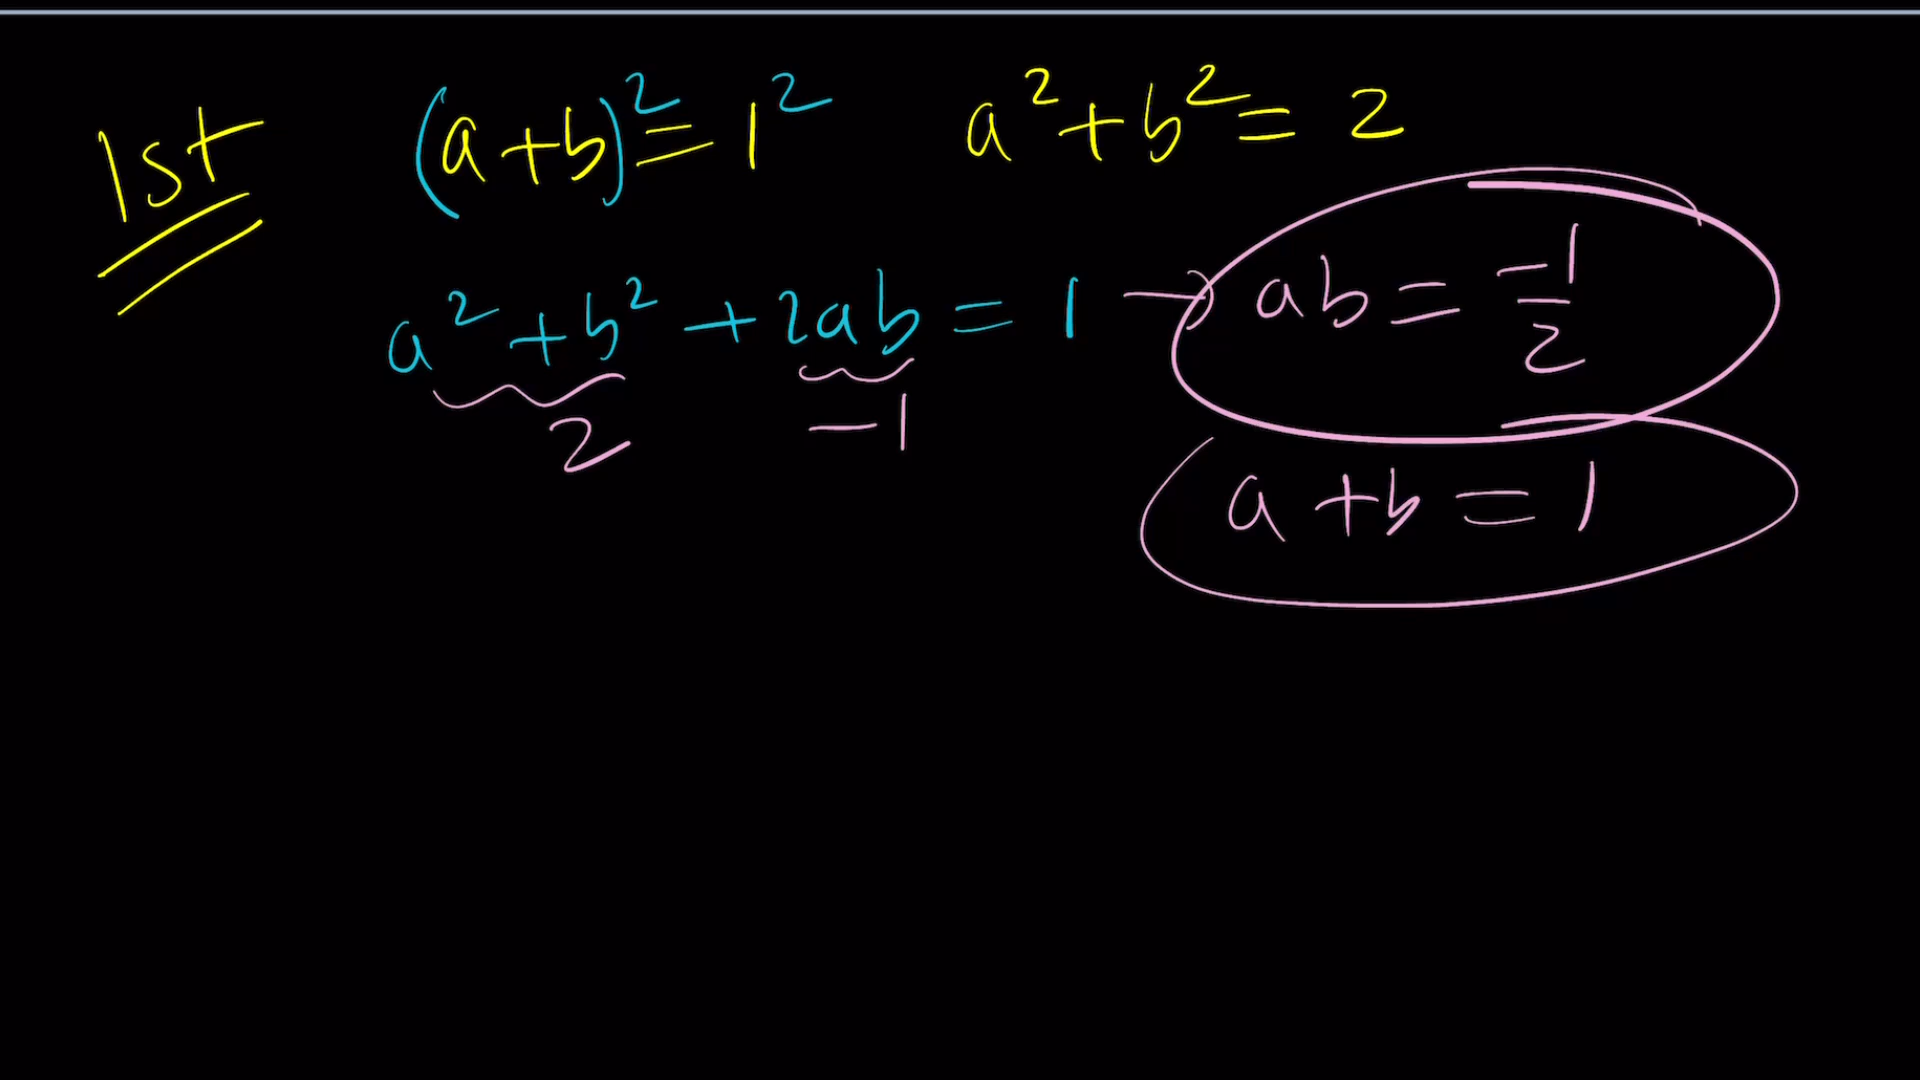 1st (a+b)² = 1² a²+b² = 2
a² + b² + 2ab = 1 → ab = -1/2
2 -1
a + b = 1